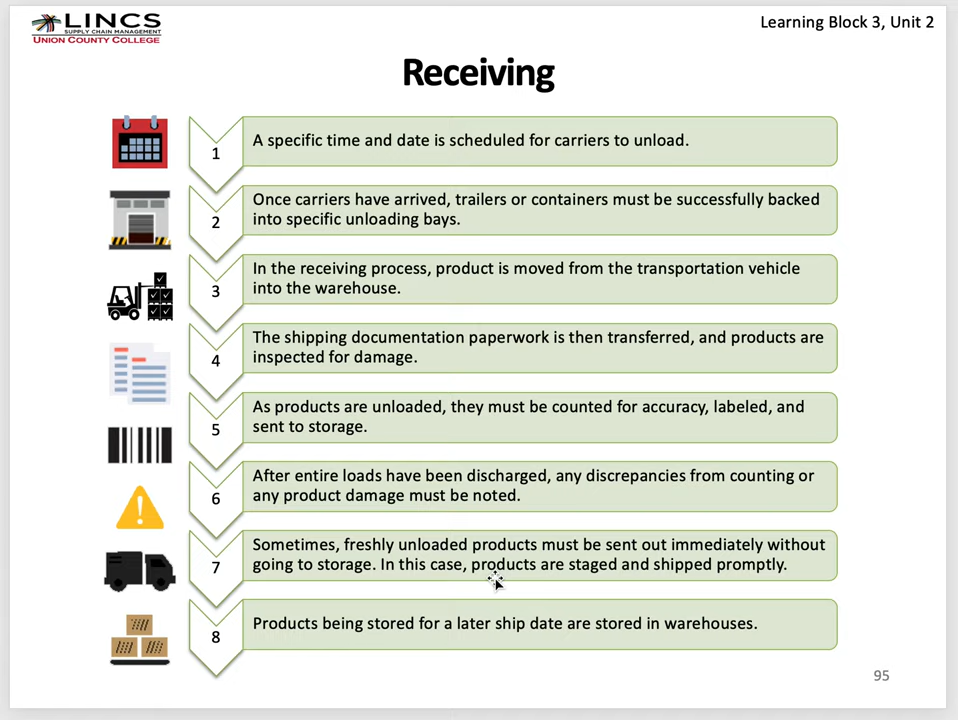 LINCS
SUPPLY CHAIN MANAGEMENT
UNION COUNTY COLLEGE
Learning Block 3, Unit 2
Receiving
1
A specific time and date is scheduled for carriers to unload.
2
Once carriers have arrived, trailers or containers must be successfully backed
into specific unloading bays.
3
In the receiving process, product is moved from the transportation vehicle
into the warehouse.
4
The shipping documentation paperwork is then transferred, and products are
inspected for damage.
5
As products are unloaded, they must be counted for accuracy, labeled, and
sent to storage.
6
After entire loads have been discharged, any discrepancies from counting or
any product damage must be noted.
7
Sometimes, freshly unloaded products must be sent out immediately without
going to storage. In this case, products are staged and shipped promptly.
8
Products being stored for a later ship date are stored in warehouses.
95